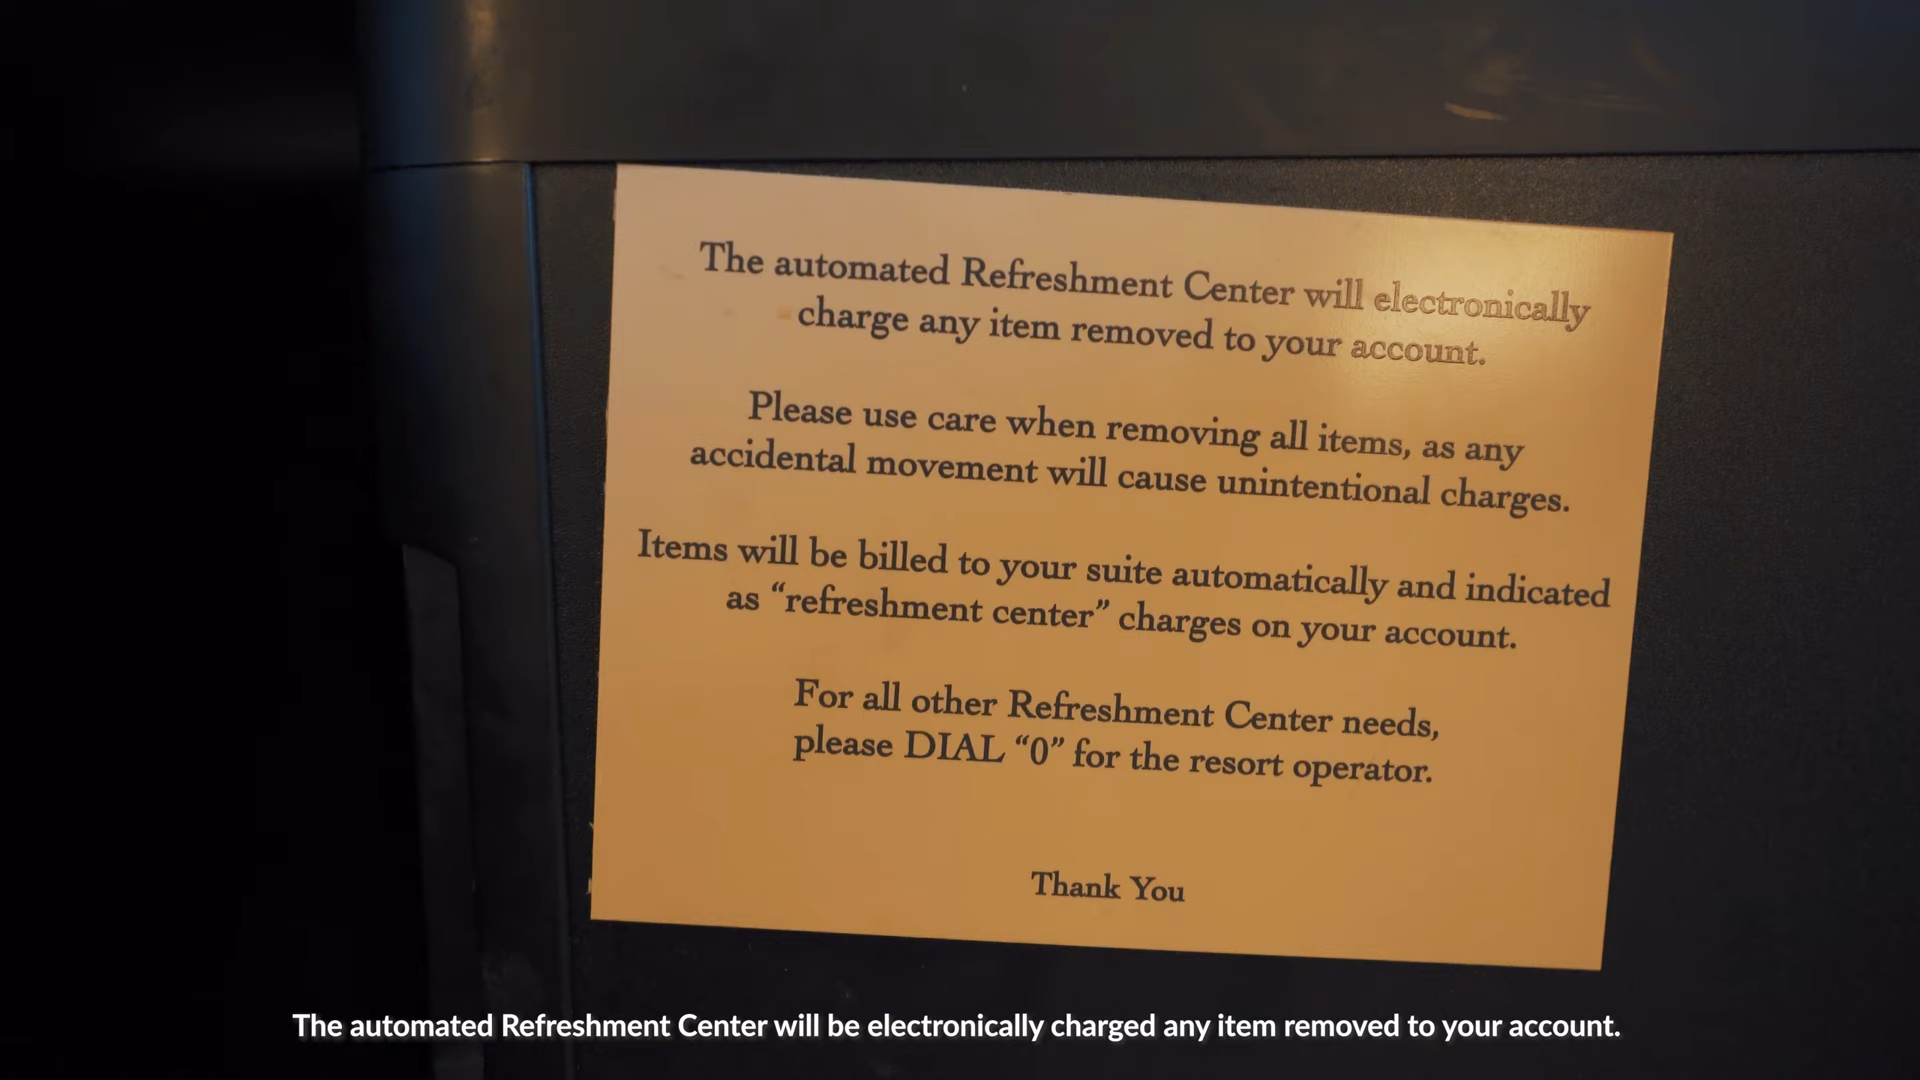 The automated Refreshment Center will electronically
charge any item removed to your account.
Please use care when removing all items, as any
accidental movement will cause unintentional charges.
Items will be billed to your suite automatically and indicated
as “refreshment center” charges on your account.
For all other Refreshment Center needs,
please DIAL “0” for the resort operator.
Thank You
The automated Refreshment Center will be electronically charged any item removed to your account.